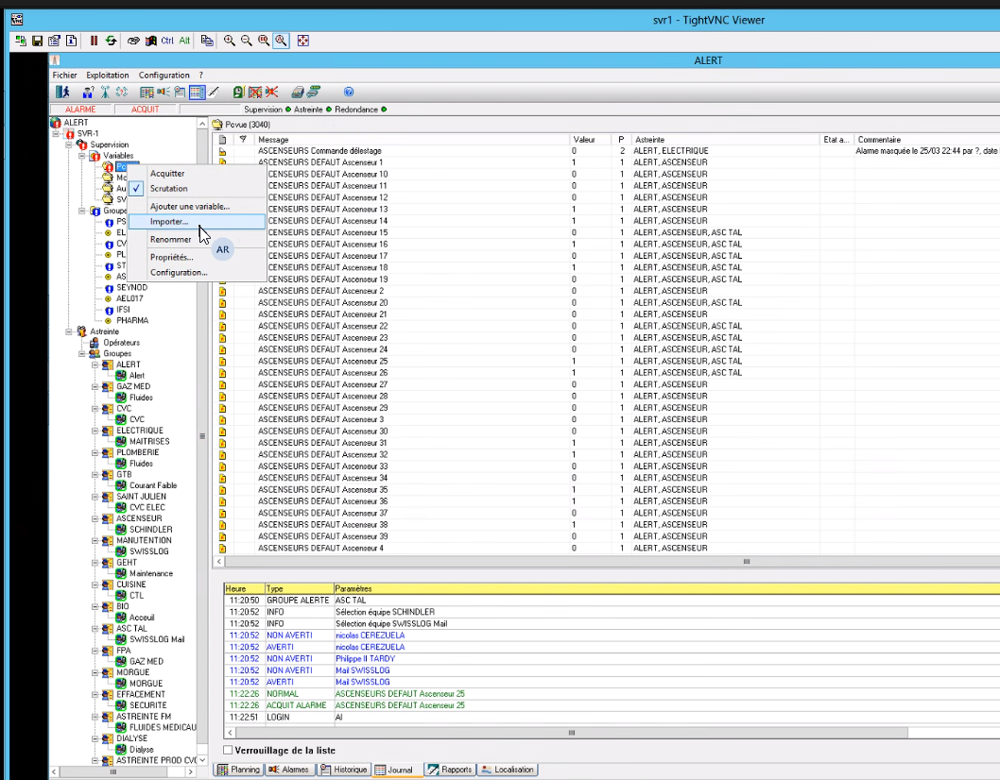 svr1 - TightVNC Viewer
Ctrl Alt
ALERT
Fichier Exploitation Configuration ?
ALARME ACQUIT Supervision Astreinte Redondance
ALERT
SVR-1
Supervision
Variables
Groupe
SEYNOD
AEL017
IFSI
PHARMA
Astreinte
Opérateurs
Groupes
ALERT
Alert
GAZ MED
Fluides
CVC
CVC
ELECTRIQUE
MAITRISES
PLOMBERIE
Fluides
GTB
Courant Faible
SAINT JULIEN
CVC ELEC
ASCENSEUR
SCHINDLER
MANUTENTION
SWISSLOG
GEHT
Maintenance
CUISINE
CTL
BIO
Acceuil
ASC TAL
SWISSLOG Mail
FPA
GAZ MED
MORGUE
MORGUE
EFFACEMENT
SECURITE
ASTREINTE FM
FLUIDES MEDICAU
DIALYSE
Dialyse
ASTREINTE PROD CVC
Acquitter
Scrutation
Ajouter une variable...
Importer...
Renommer
Propriétés...
Configuration...
AR
Pcvue (3040)
Message Valeur P Astreinte Etat a... Commentaire
ASCENSEURS Commande délestage 0 2 ALERT, ELECTRIQUE Alarme masquée le 25/03 22:44 par ?, date
ASCENSEURS DEFAUT Ascenseur 1 1 1 ALERT, ASCENSEUR
CENSEURS DEFAUT Ascenseur 10 0 1 ALERT, ASCENSEUR
CENSEURS DEFAUT Ascenseur 11 0 1 ALERT, ASCENSEUR
CENSEURS DEFAUT Ascenseur 12 0 1 ALERT, ASCENSEUR
CENSEURS DEFAUT Ascenseur 13 1 1 ALERT, ASCENSEUR
CENSEURS DEFAUT Ascenseur 14 1 1 ALERT, ASCENSEUR
CENSEURS DEFAUT Ascenseur 15 0 1 ALERT, ASCENSEUR, ASC TAL
CENSEURS DEFAUT Ascenseur 16 1 1 ALERT, ASCENSEUR, ASC TAL
CENSEURS DEFAUT Ascenseur 17 0 1 ALERT, ASCENSEUR, ASC TAL
CENSEURS DEFAUT Ascenseur 18 1 1 ALERT, ASCENSEUR, ASC TAL
CENSEURS DEFAUT Ascenseur 19 0 1 ALERT, ASCENSEUR, ASC TAL
ASCENSEURS DEFAUT Ascenseur 2 0 1 ALERT, ASCENSEUR
ASCENSEURS DEFAUT Ascenseur 20 0 1 ALERT, ASCENSEUR, ASC TAL
ASCENSEURS DEFAUT Ascenseur 21 0 1 ALERT, ASCENSEUR
ASCENSEURS DEFAUT Ascenseur 22 0 1 ALERT, ASCENSEUR, ASC TAL
ASCENSEURS DEFAUT Ascenseur 23 0 1 ALERT, ASCENSEUR, ASC TAL
ASCENSEURS DEFAUT Ascenseur 24 0 1 ALERT, ASCENSEUR, ASC TAL
ASCENSEURS DEFAUT Ascenseur 25 1 1 ALERT, ASCENSEUR, ASC TAL
ASCENSEURS DEFAUT Ascenseur 26 1 1 ALERT, ASCENSEUR, ASC TAL
ASCENSEURS DEFAUT Ascenseur 27 0 1 ALERT, ASCENSEUR
ASCENSEURS DEFAUT Ascenseur 28 0 1 ALERT, ASCENSEUR
ASCENSEURS DEFAUT Ascenseur 29 0 1 ALERT, ASCENSEUR
ASCENSEURS DEFAUT Ascenseur 3 0 1 ALERT, ASCENSEUR
ASCENSEURS DEFAUT Ascenseur 30 0 1 ALERT, ASCENSEUR
ASCENSEURS DEFAUT Ascenseur 31 1 1 ALERT, ASCENSEUR
ASCENSEURS DEFAUT Ascenseur 32 1 1 ALERT, ASCENSEUR
ASCENSEURS DEFAUT Ascenseur 33 0 1 ALERT, ASCENSEUR
ASCENSEURS DEFAUT Ascenseur 34 0 1 ALERT, ASCENSEUR
ASCENSEURS DEFAUT Ascenseur 35 1 1 ALERT, ASCENSEUR
ASCENSEURS DEFAUT Ascenseur 36 1 1 ALERT, ASCENSEUR
ASCENSEURS DEFAUT Ascenseur 37 0 1 ALERT, ASCENSEUR
ASCENSEURS DEFAUT Ascenseur 38 1 1 ALERT, ASCENSEUR
ASCENSEURS DEFAUT Ascenseur 39 0 1 ALERT, ASCENSEUR
ASCENSEURS DEFAUT Ascenseur 4 0 1 ALERT, ASCENSEUR
Heure Type Paramètres
11:20:50 GROUPE ALERTE ASC TAL
11:20:52 INFO Sélection équipe SCHINDLER
11:20:52 INFO Sélection équipe SWISSLOG Mail
11:20:52 NON AVERTI nicolas CEREZUELA
11:20:52 AVERTI nicolas CEREZUELA
11:20:52 NON AVERTI Philippe II TARDY
11:20:52 NON AVERTI Mail SWISSLOG
11:20:52 AVERTI Mail SWISSLOG
11:22:26 NORMAL ASCENSEURS DEFAUT Ascenseur 25
11:22:26 ACQUIT ALARME ASCENSEURS DEFAUT Ascenseur 25
11:22:51 LOGIN AI
Verrouillage de la liste
Planning Alarmes Historique Journal Rapports Localisation